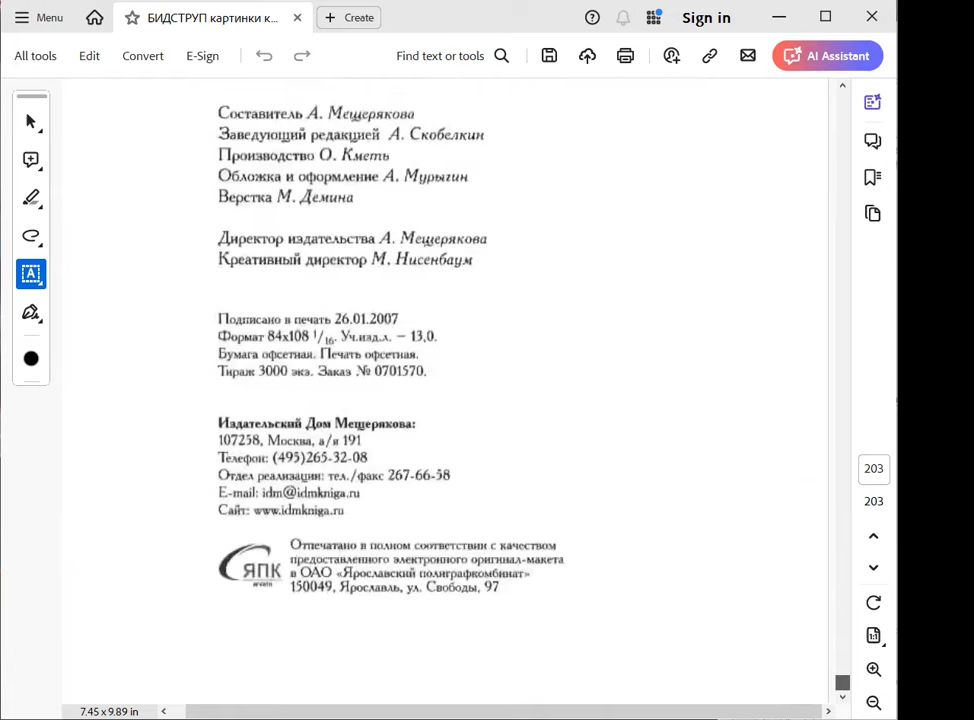 Menu
БИДСТРУП картинки к...
Create
Sign in
All tools
Edit
Convert
E-Sign
Find text or tools
AI Assistant
Составитель А. Мещерякова
Заведующий редакцией А. Скобелкин
Производство О. Кметь
Обложка и оформление А. Мурыгин
Верстка М. Демина
Директор издательства А. Мещерякова
Креативный директор М. Нисенбаум
Подписано в печать 26.01.2007
Формат 84х108 1/16. Уч.изд.л. – 13,0.
Бумага офсетная. Печать офсетная.
Тираж 3000 экз. Заказ № 0701570.
Издательский Дом Мещерякова:
107258, Москва, а/я 191
Телефон: (495)265-32-08
Отдел реализации: тел./факс 267-66-58
E-mail: idm@idmkniga.ru
Сайт: www.idmkniga.ru
ЯПК
Отпечатано в полном соответствии с качеством
предоставленного электронного оригинал-макета
в ОАО «Ярославский полиграфкомбинат»
150049, Ярославль, ул. Свободы, 97
203
203
1:1
7.45 x 9.89 in